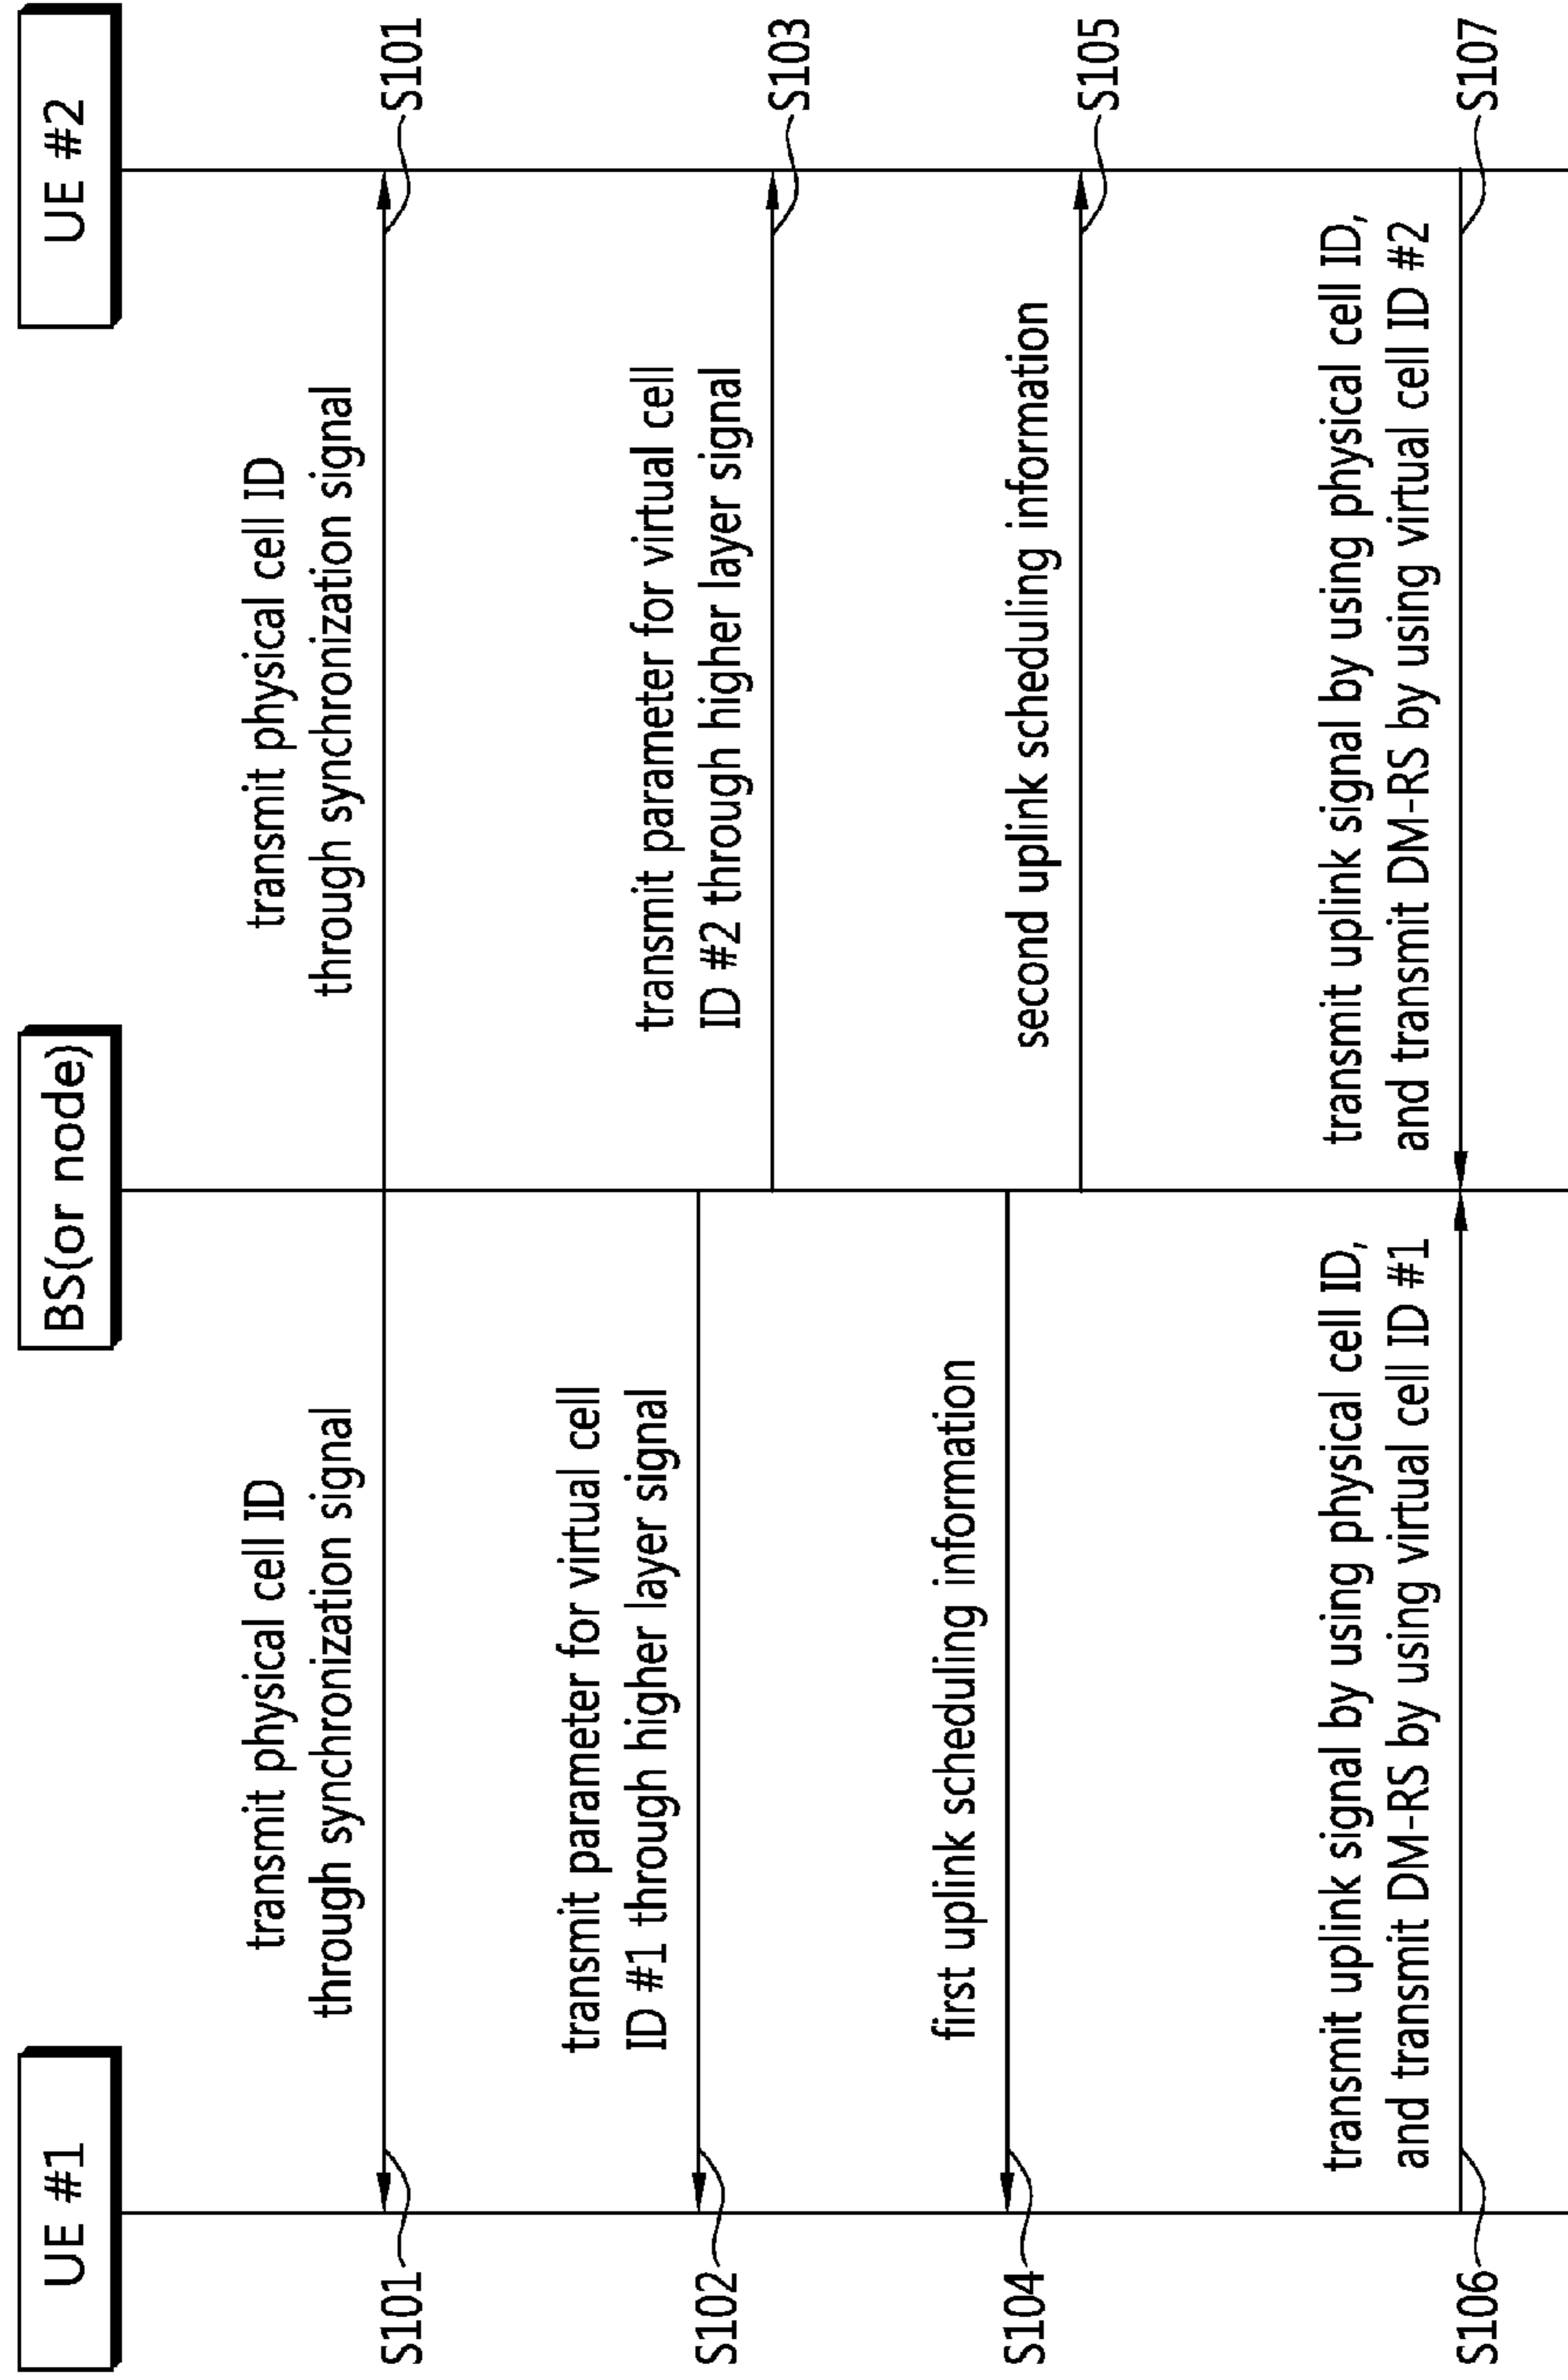 UE #1
BS(or node)
UE #2
transmit physical cell ID
through synchronization signal
transmit physical cell ID
through synchronization signal
S101
S101
transmit parameter for virtual cell
ID #1 through higher layer signal
S102
transmit parameter for virtual cell
ID #2 through higher layer signal
S103
first uplink scheduling information
S104
second uplink scheduling information
S105
transmit uplink signal by using physical cell ID,
and transmit DM-RS by using virtual cell ID #1
S106
transmit uplink signal by using physical cell ID,
and transmit DM-RS by using virtual cell ID #2
S107